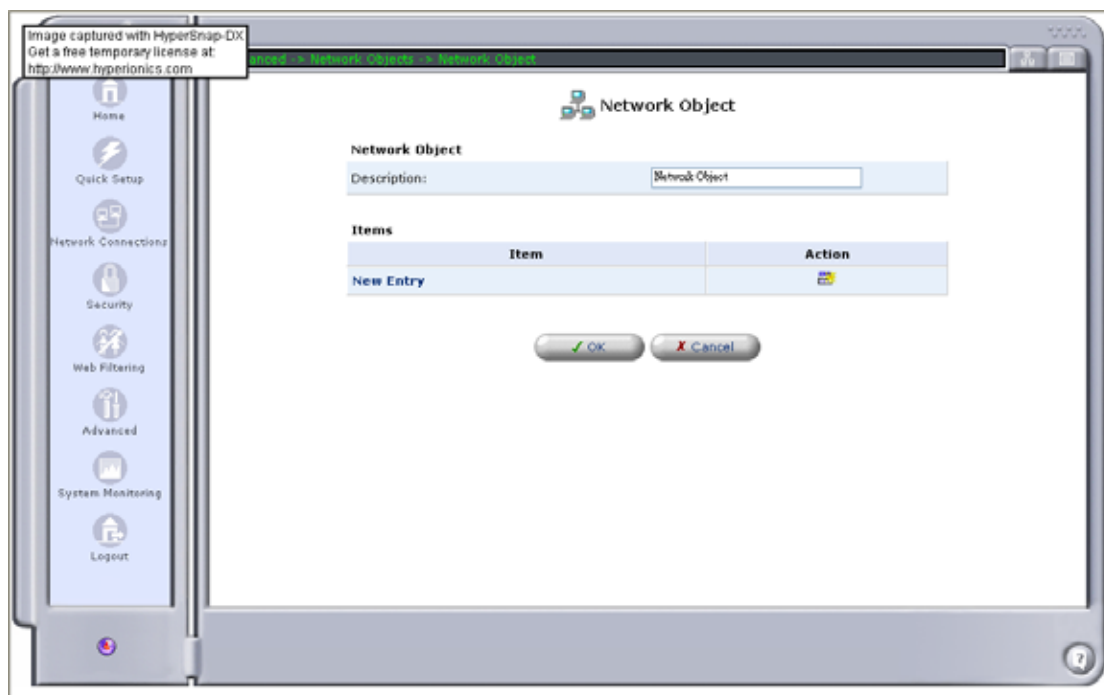 Image captured with HyperSnap-DX
Get a free temporary license at:
http://www.hyperionics.com
anced -> Network Objects -> Network Object
Home
Quick Setup
Network Connections
Security
Web Filtering
Advanced
System Monitoring
Logout
Network Object
Network Object
Description: Network Object
Items
Item Action
New Entry
OK Cancel
?